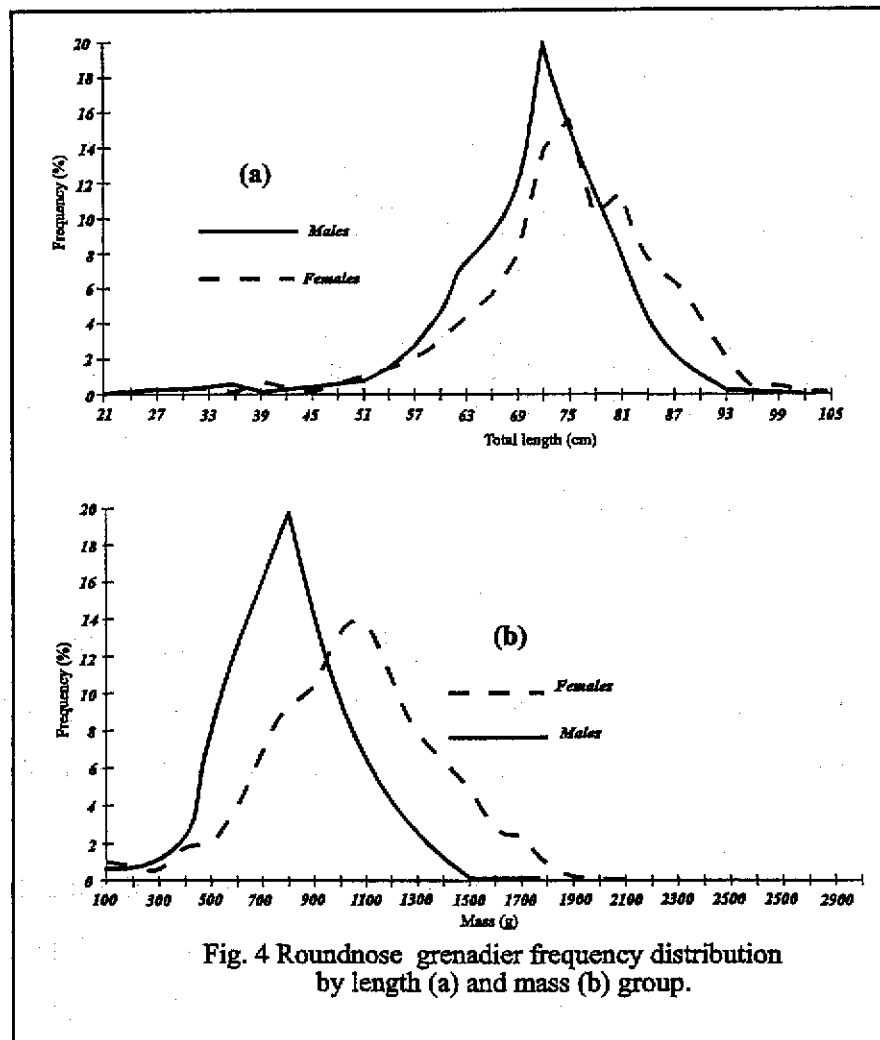 20
18
16
14
12
10
8
6
4
2
0
Frequency (%)
(a)
Males
Females
21 27 33 39 45 51 57 63 69 75 81 87 93 99 105
Total length (cm)
20
18
16
14
12
10
8
6
4
2
0
Frequency (%)
(b)
Females
Males
100 300 500 700 900 1100 1300 1500 1700 1900 2100 2300 2500 2700 2900
Mass (g)
Fig. 4 Roundnose grenadier frequency distribution
by length (a) and mass (b) group.